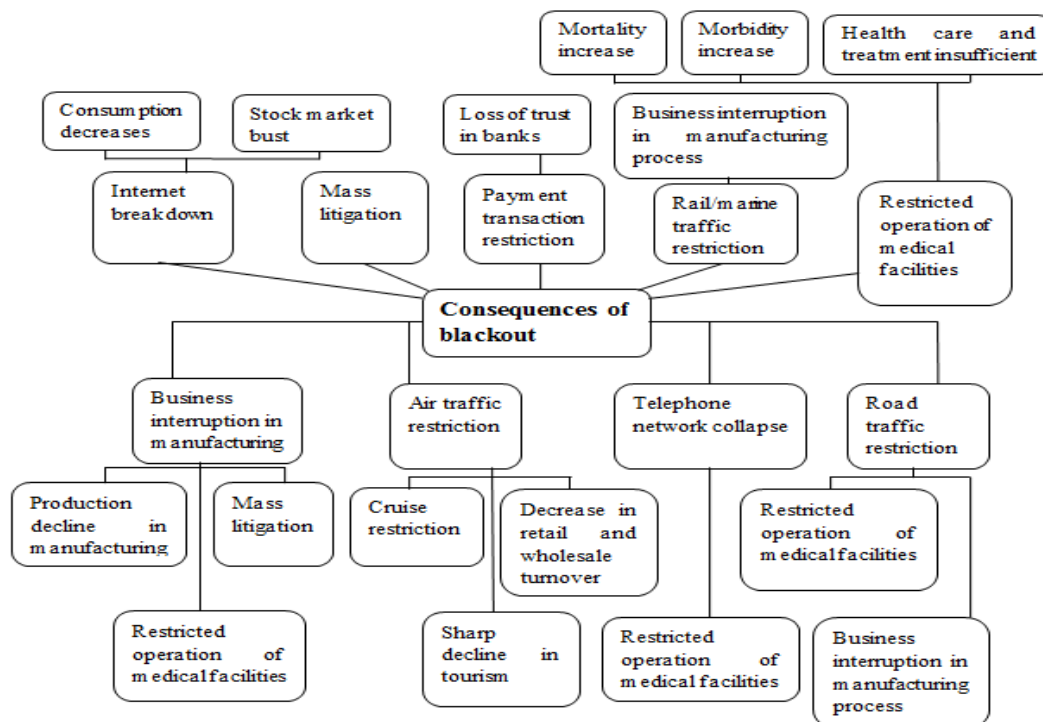 Mortality
increase
Morbidity
increase
Health care and
treatment insufficient
Consumption
decreases
Stock market
bust
Loss of trust
in banks
Business interruption
in manufacturing
process
Internet
breakdown
Mass
litigation
Payment
transaction
restriction
Rail/marine
traffic
restriction
Restricted
operation of
medical
facilities
Consequences of
blackout
Business
interruption in
manufacturing
Air traffic
restriction
Telephone
network collapse
Road
traffic
restriction
Production
decline in
manufacturing
Mass
litigation
Cruise
restriction
Decrease in
retail and
wholesale
turnover
Restricted
operation of
medical facilities
Restricted
operation of
medical facilities
Sharp
decline in
tourism
Restricted
operation of
medical facilities
Business
interruption in
manufacturing
process